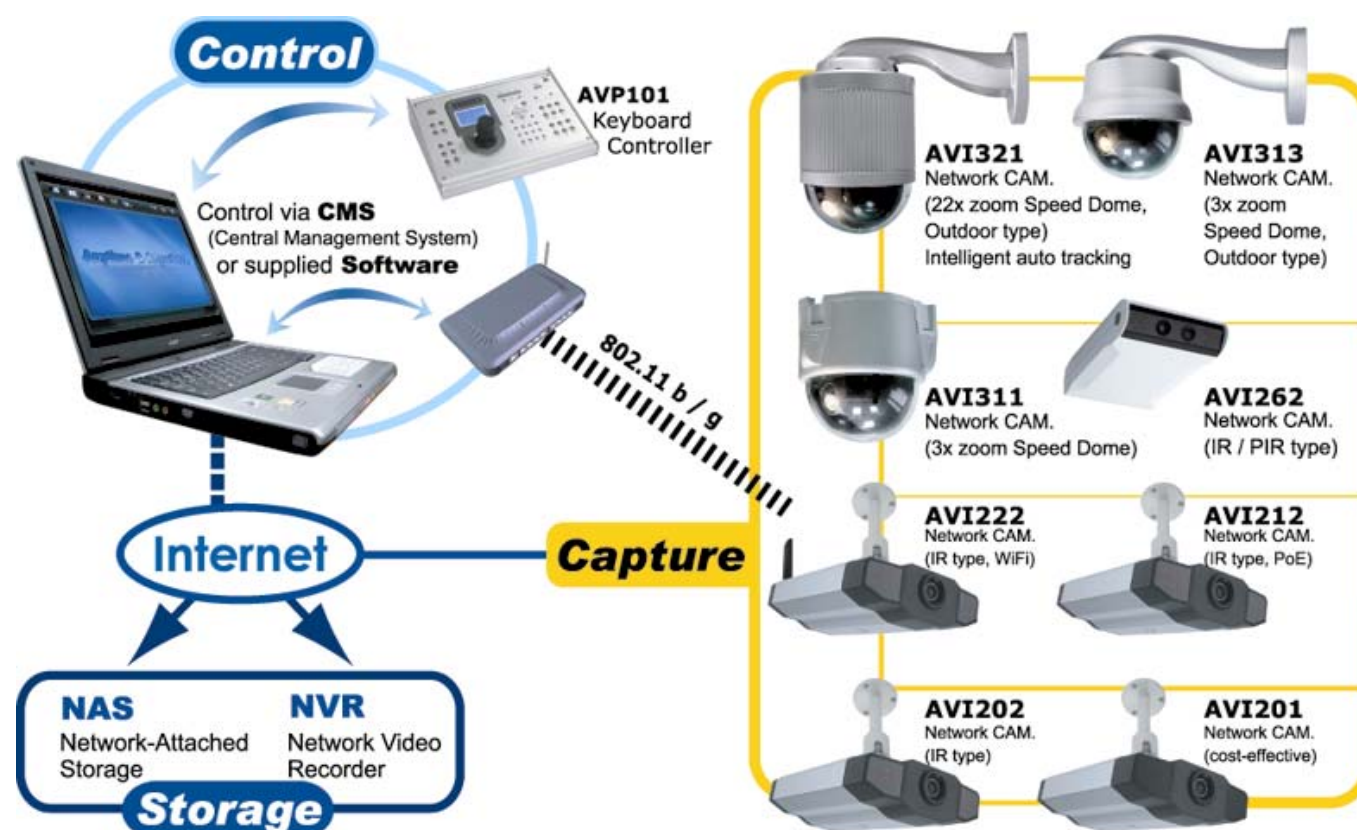 Control
AVP101
Keyboard
Controller
Control via CMS
(Central Management System)
or supplied Software
802.11 b / g
Internet
NAS
Network-Attached
Storage
NVR
Network Video
Recorder
Storage
Capture
AVI321
Network CAM.
(22x zoom Speed Dome,
Outdoor type)
Intelligent auto tracking
AVI313
Network CAM.
(3x zoom
Speed Dome,
Outdoor type)
AVI311
Network CAM.
(3x zoom Speed Dome)
AVI262
Network CAM.
(IR / PIR type)
AVI222
Network CAM.
(IR type, WiFi)
AVI212
Network CAM.
(IR type, PoE)
AVI202
Network CAM.
(IR type)
AVI201
Network CAM.
(cost-effective)